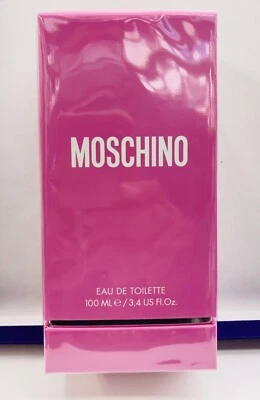 MOSCHINO
EAU DE TOILETTE
100 ML ℮ / 3.4 US Fl.Oz.